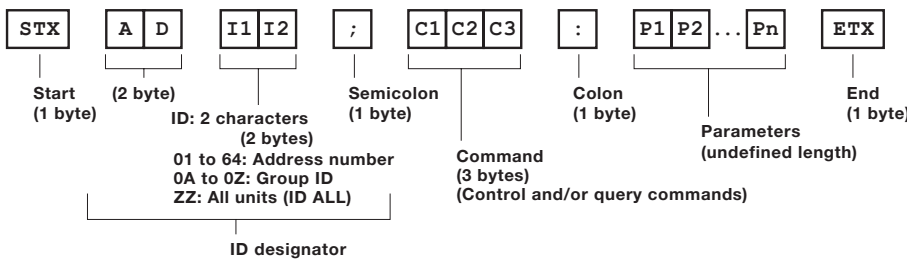 STX A D I1 I2 ; C1 C2 C3 : P1 P2 ... Pn ETX
Start
(1 byte)
(2 byte)
ID: 2 characters
(2 bytes)
01 to 64: Address number
0A to 0Z: Group ID
ZZ: All units (ID ALL)
Semicolon
(1 byte)
Command
(3 bytes)
(Control and/or query commands)
Colon
(1 byte)
Parameters
(undefined length)
End
(1 byte)
ID designator